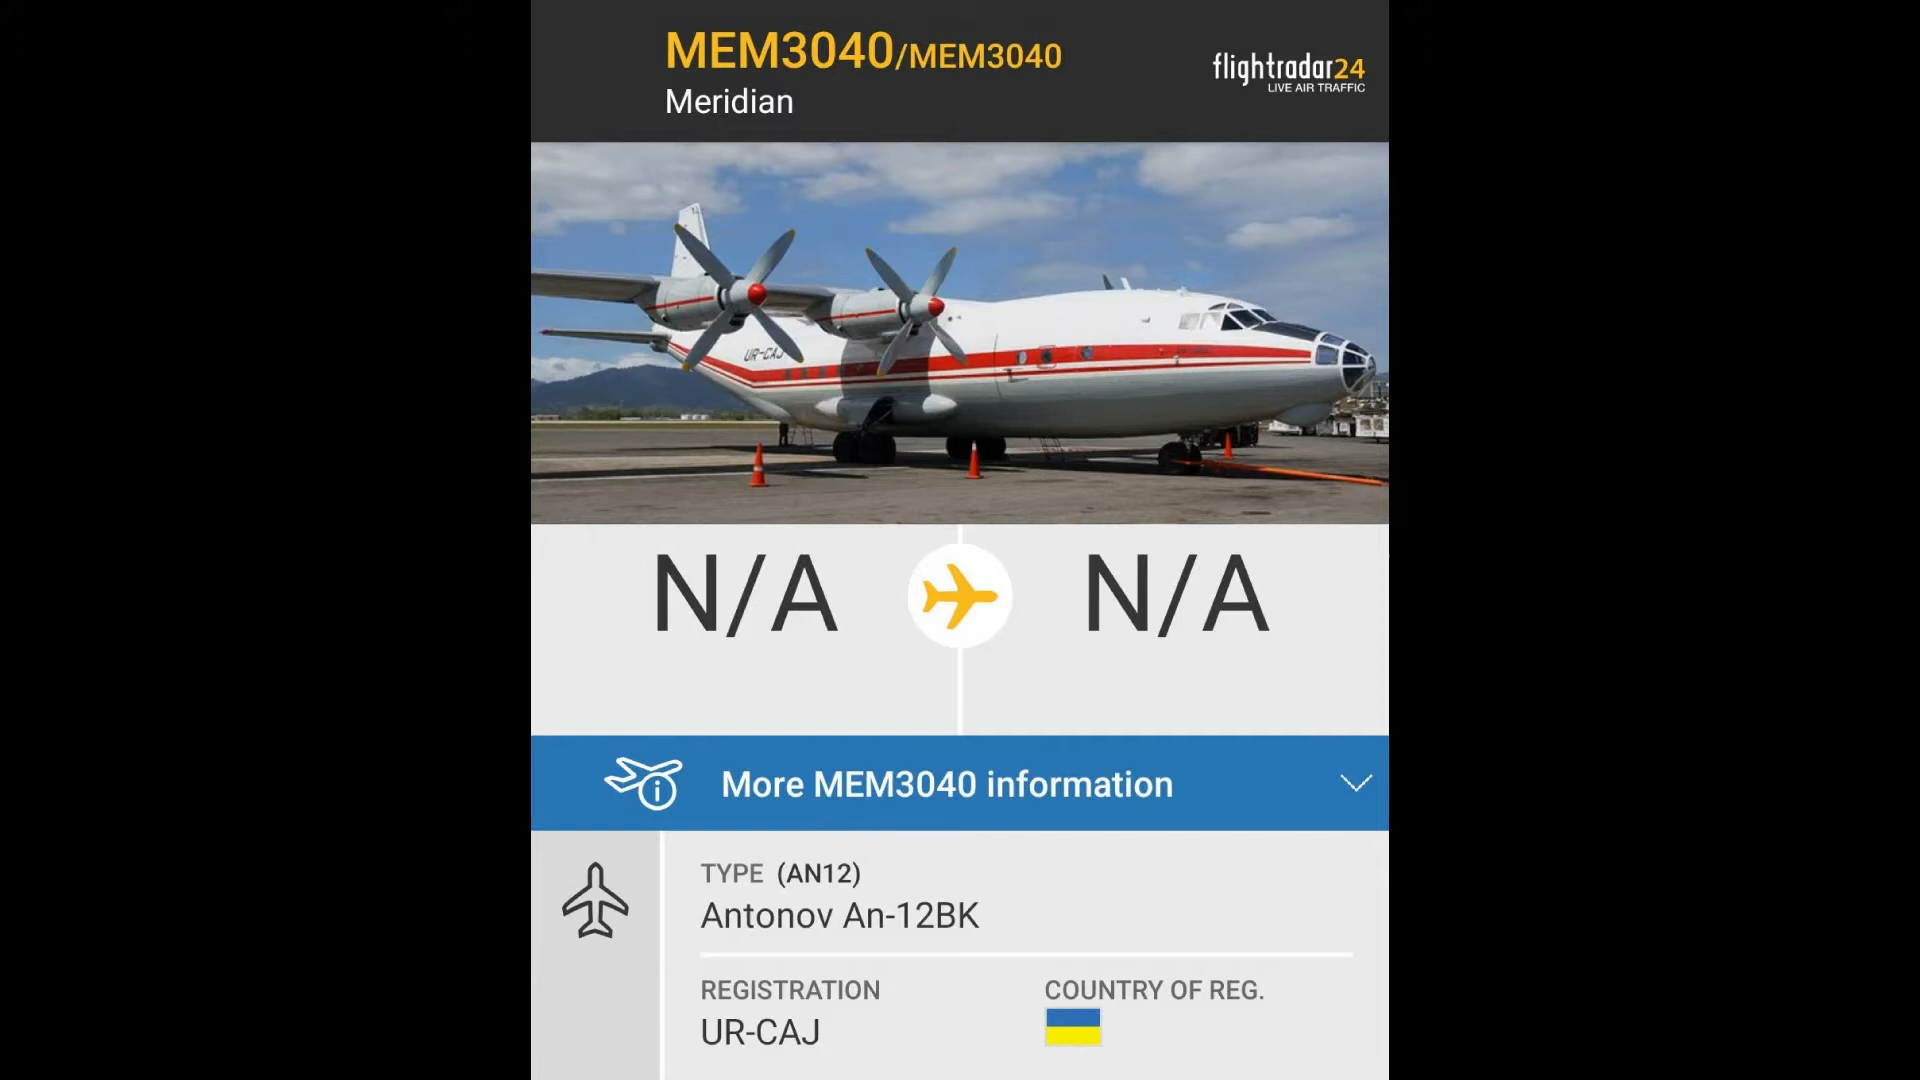 MEM3040/MEM3040
Meridian
flightradar24
LIVE AIR TRAFFIC
UR-CAJ
N/A
N/A
More MEM3040 information
TYPE (AN12)
Antonov An-12BK
REGISTRATION
UR-CAJ
COUNTRY OF REG.